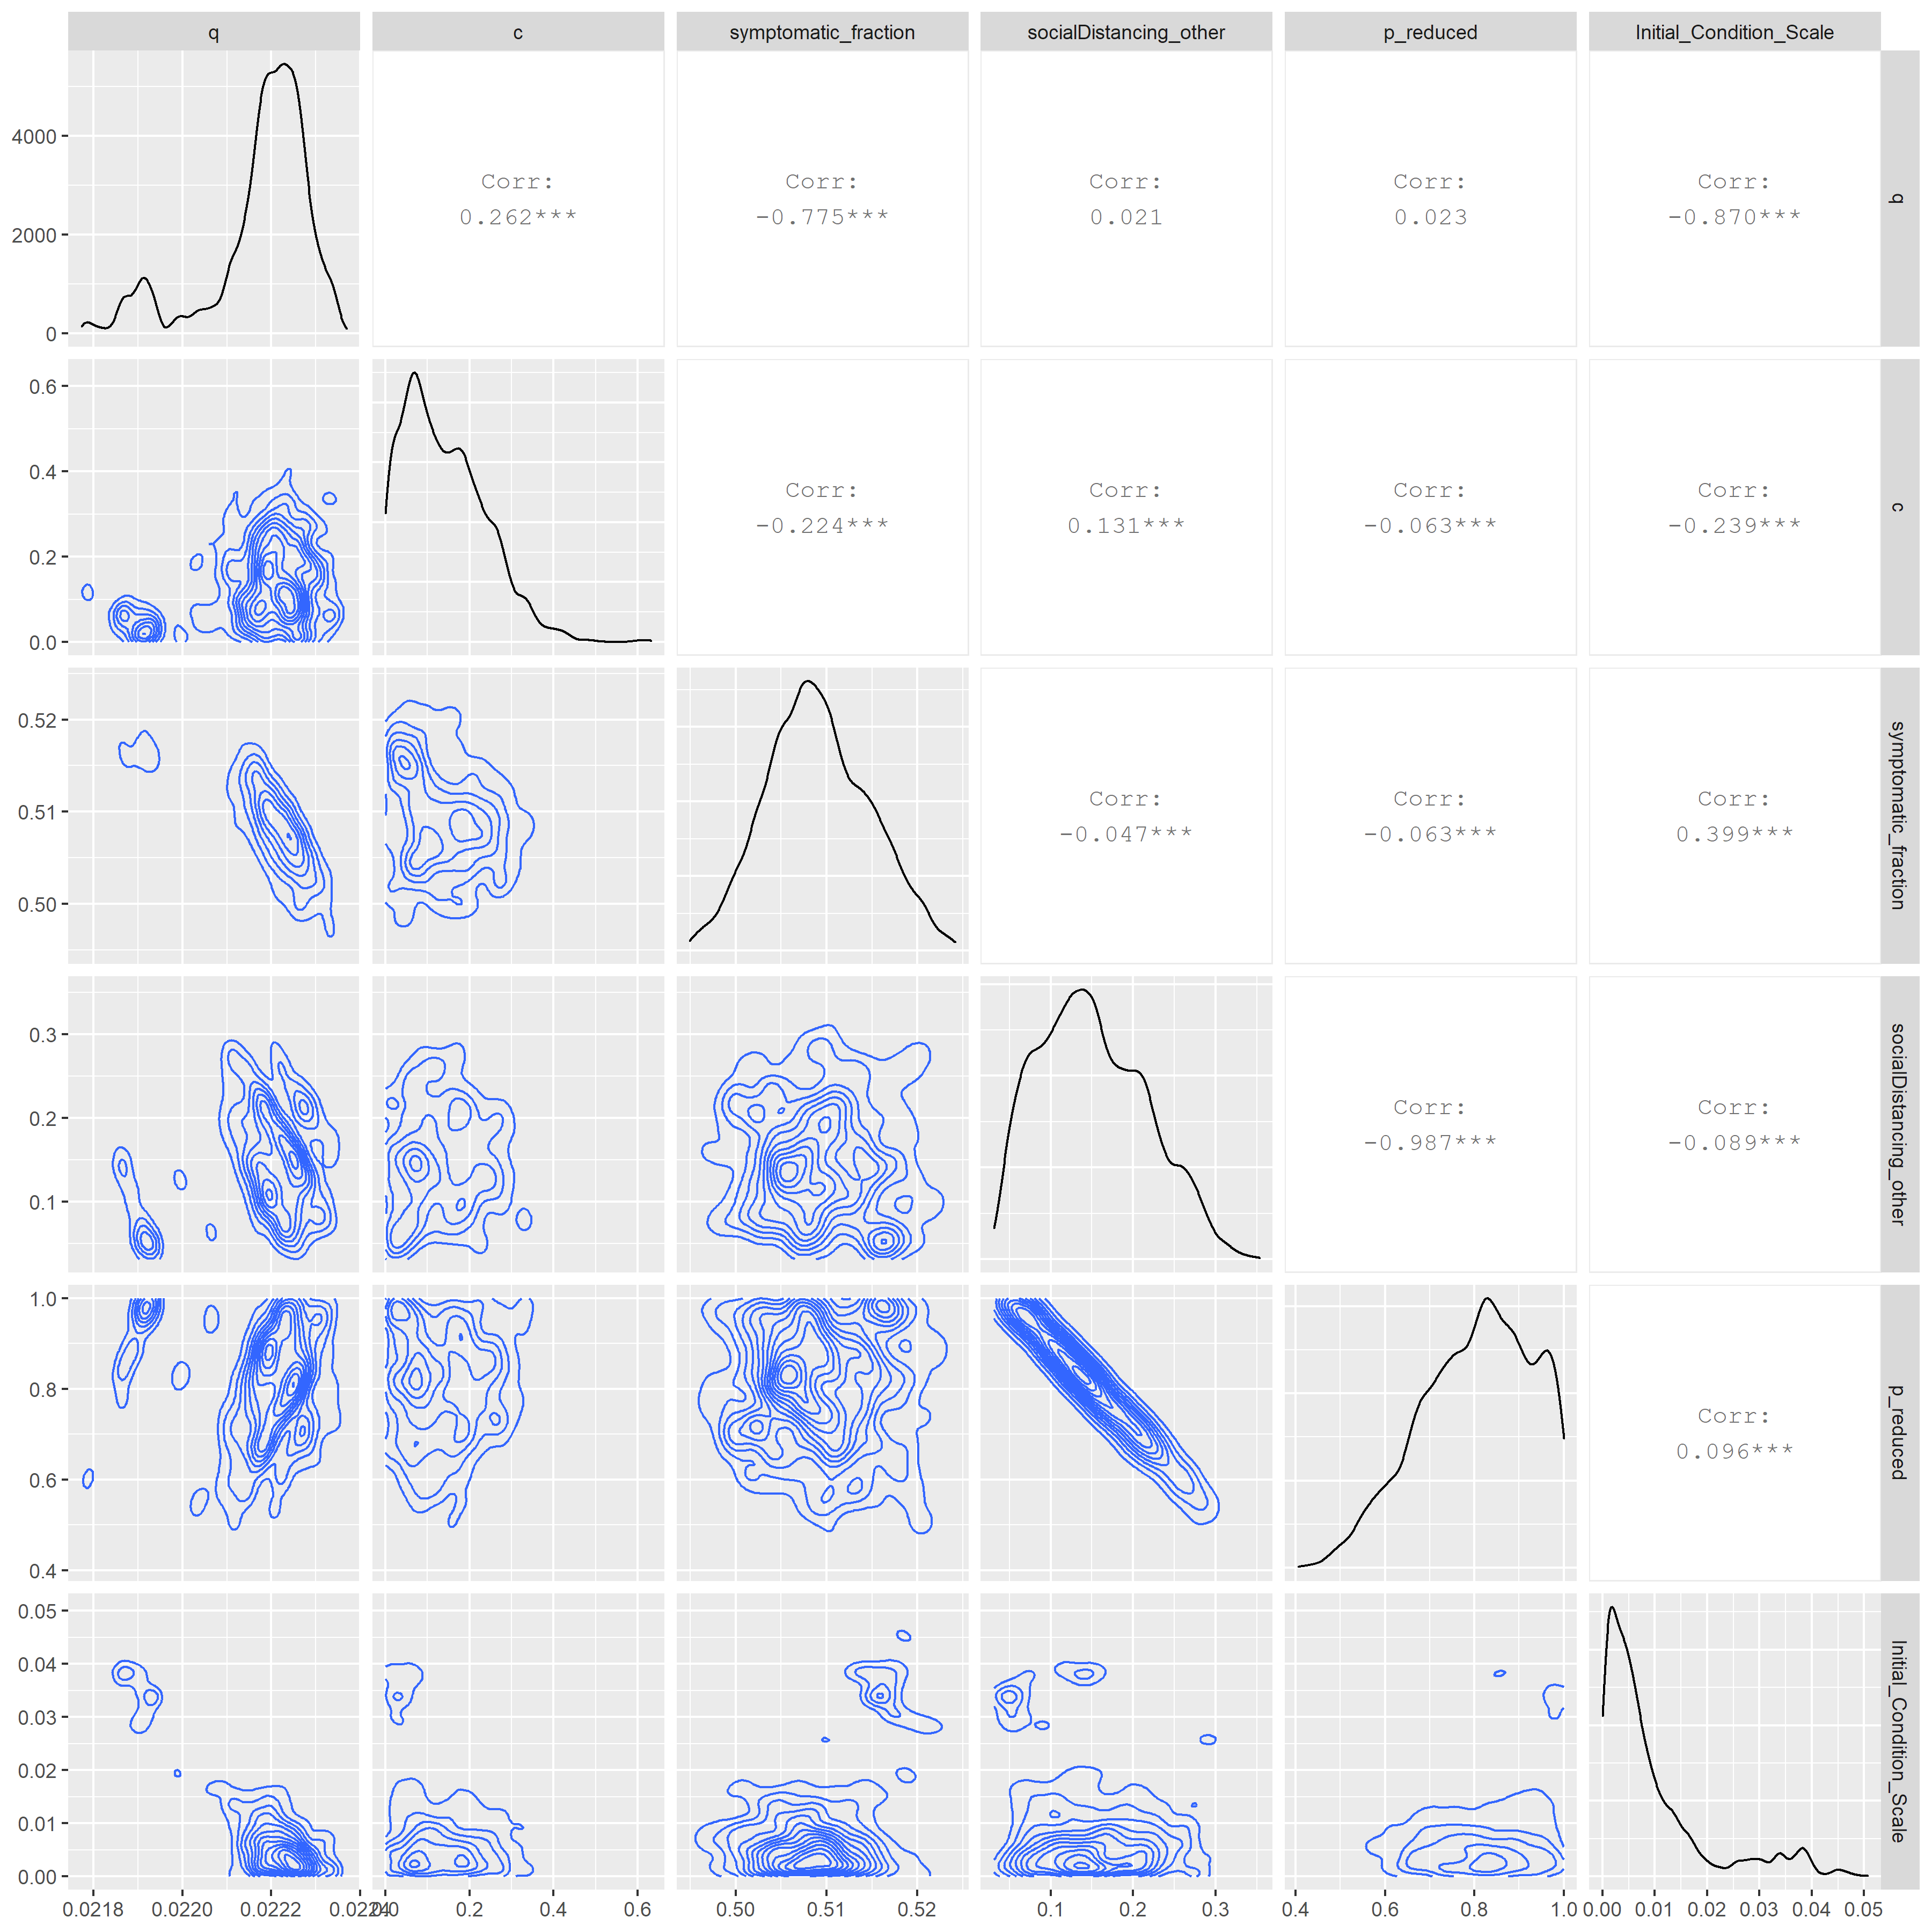 q c symptomatic_fraction socialDistancing_other p_reduced Initial_Condition_Scale
4000
2000
0
Corr:
0.262***
Corr:
-0.775***
Corr:
0.021
Corr:
0.023
Corr:
-0.870***
q
0.6
0.4
0.2
0.0
Corr:
-0.224***
Corr:
0.131***
Corr:
-0.063***
Corr:
-0.239***
c
0.52
0.51
0.50
Corr:
-0.047***
Corr:
-0.063***
Corr:
0.399***
symptomatic_fraction
0.3
0.2
0.1
Corr:
-0.987***
Corr:
-0.089***
socialDistancing_other
1.0
0.8
0.6
0.4
Corr:
0.096***
p_reduced
0.05
0.04
0.03
0.02
0.01
0.00
Initial_Condition_Scale
0.0218 0.0220 0.0222 0.0224 0.0 0.2 0.4 0.6 0.50 0.51 0.52 0.1 0.2 0.3 0.4 0.6 0.8 1.0 0.00 0.01 0.02 0.03 0.04 0.05